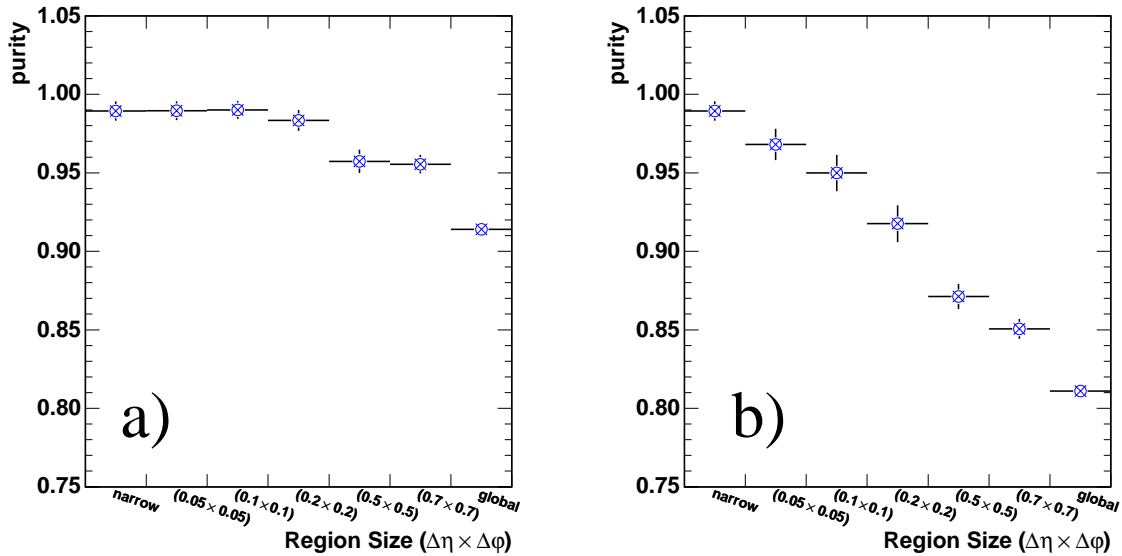 purity
1.05
1.00
0.95
0.90
0.85
0.80
0.75
a)
narrow
(0.05 × 0.05)
(0.1 × 0.1)
(0.2 × 0.2)
(0.5 × 0.5)
(0.7 × 0.7)
global
Region Size (Δη × Δφ)
purity
1.05
1.00
0.95
0.90
0.85
0.80
0.75
b)
narrow
(0.05 × 0.05)
(0.1 × 0.1)
(0.2 × 0.2)
(0.5 × 0.5)
(0.7 × 0.7)
global
Region Size (Δη × Δφ)